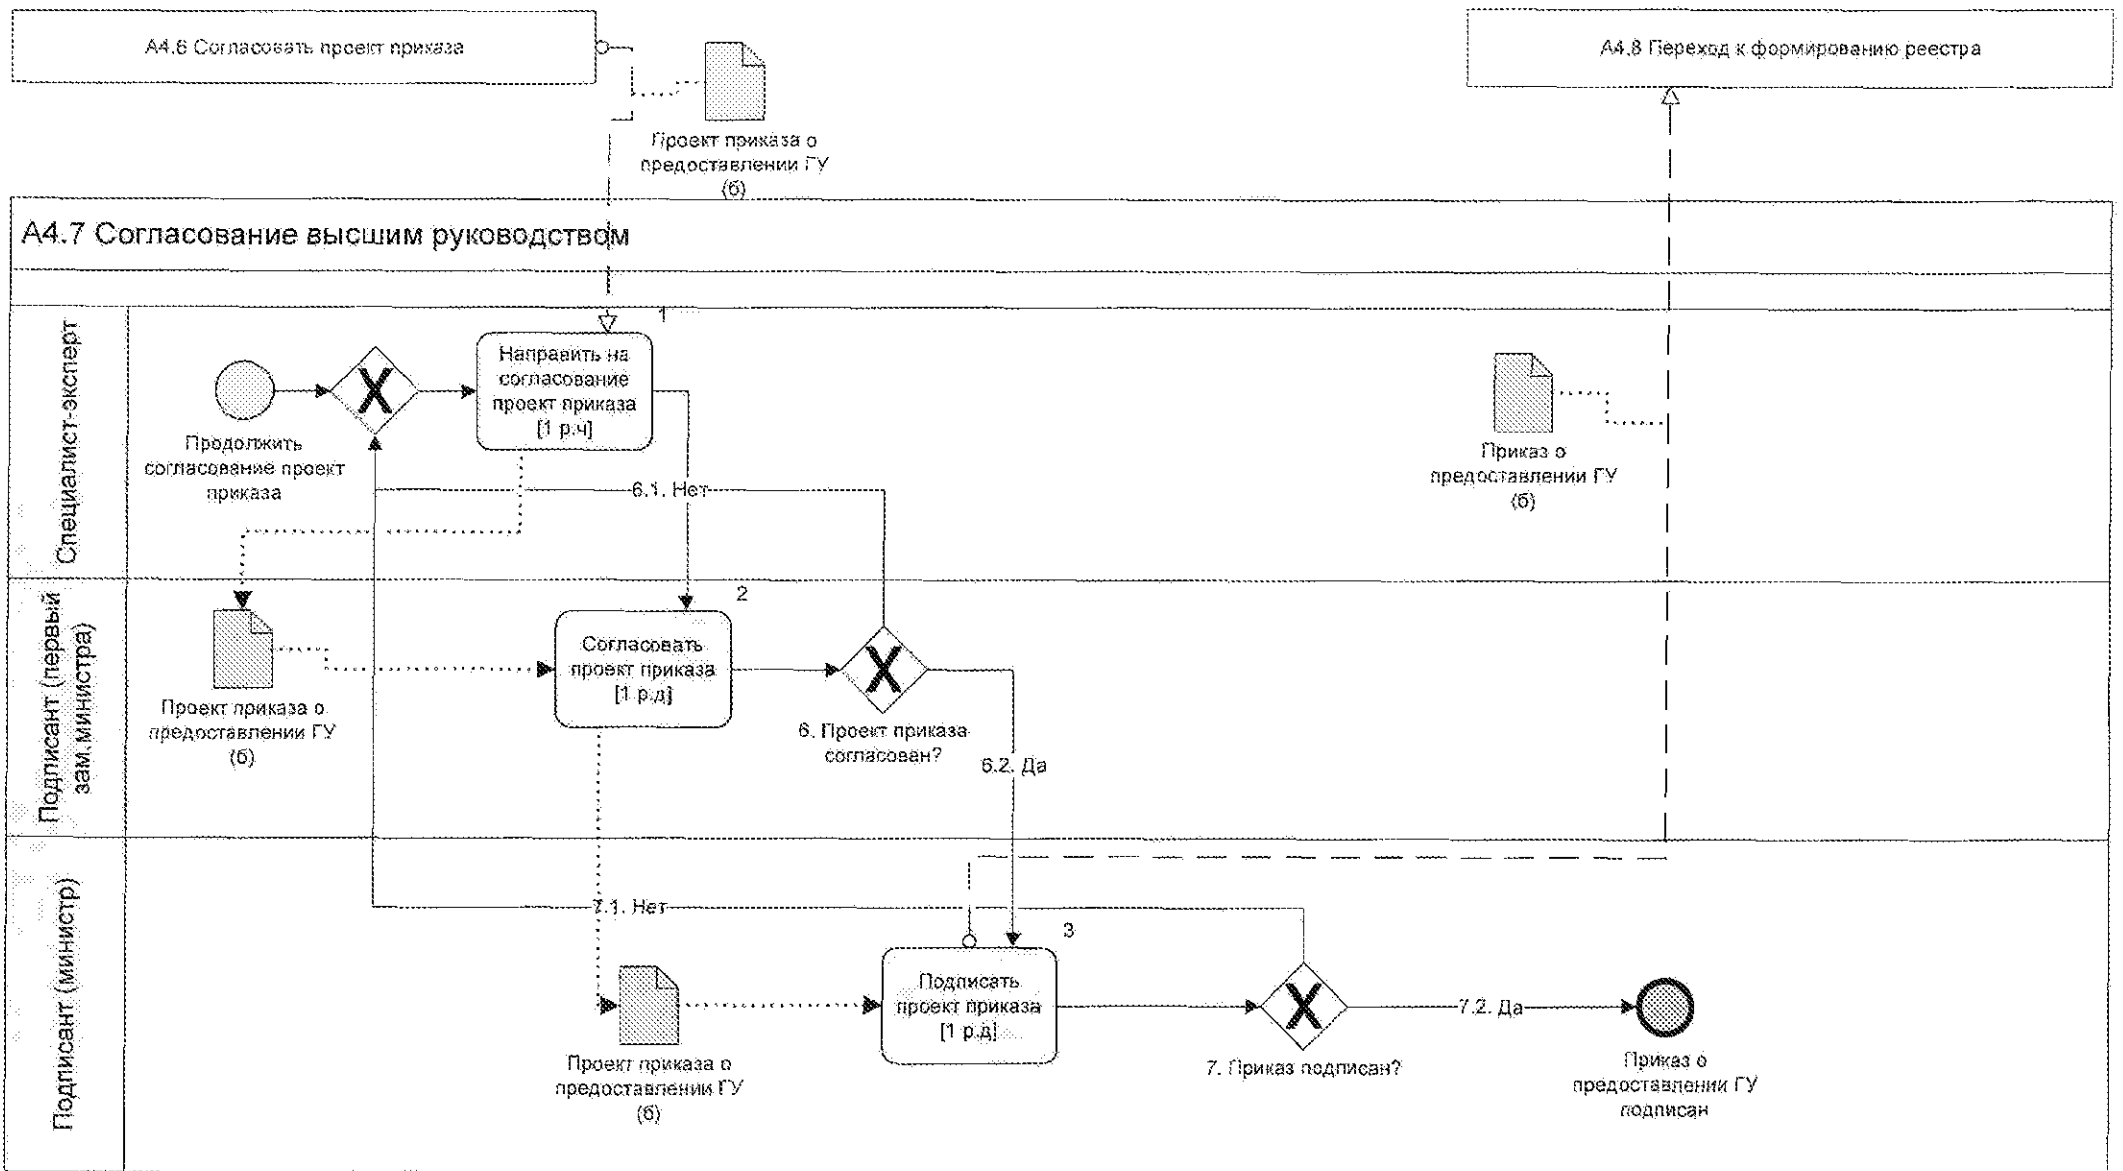 А4.6 Согласовать проект приказа
А4.8 Переход к формированию реестра
Проект приказа о
предоставлении ГУ
(б)
А4.7 Согласование высшим руководством
Специалист-эксперт
1
Направить на
согласование
проект приказа
[1 р.ч]
Продолжить
согласование проект
приказа
6.1. Нет
Приказ о
предоставлении ГУ
(б)
Подписант (первый
зам.министра)
2
Согласовать
проект приказа
[1 р.д]
Проект приказа о
предоставлении ГУ
(б)
6. Проект приказа
согласован?
6.2. Да
Подписант (министр)
7.1. Нет
3
Подписать
проект приказа
[1 р.д]
Проект приказа о
предоставлении ГУ
(б)
7. Приказ подписан?
7.2. Да
Приказ о
предоставлении ГУ
подписан